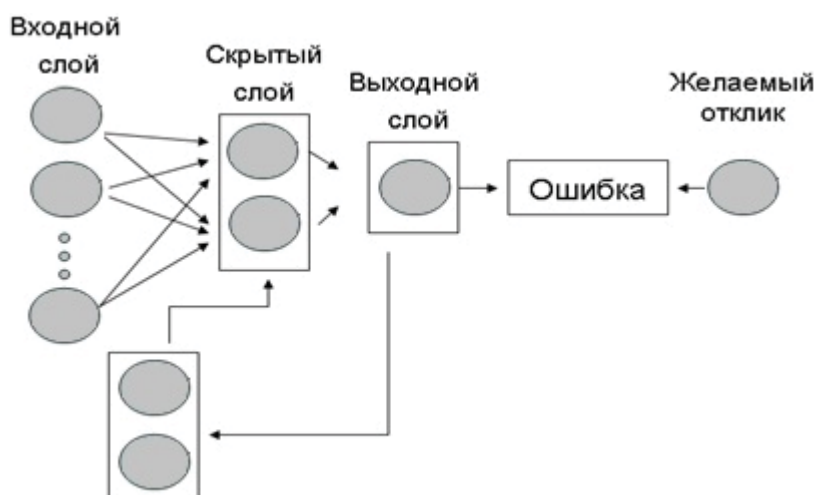 Входной
слой
Скрытый
слой
Выходной
слой
Ошибка
Желаемый
отклик